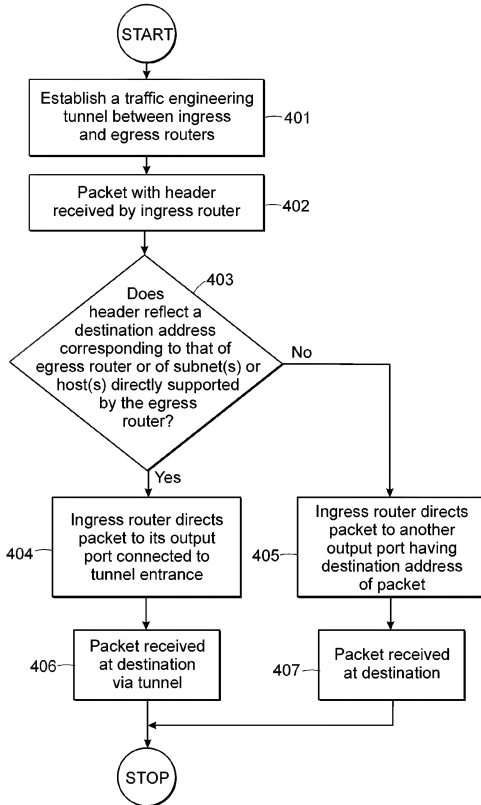 START
Establish a traffic engineering
tunnel between ingress
and egress routers
401
Packet with header
received by ingress router
402
403
Does
header reflect a
destination address
corresponding to that of
egress router or of subnet(s) or
host(s) directly supported
by the egress
router?
No
Yes
404
Ingress router directs
packet to its output
port connected to
tunnel entrance
405
Ingress router directs
packet to another
output port having
destination address
of packet
406
Packet received
at destination
via tunnel
407
Packet received
at destination
STOP